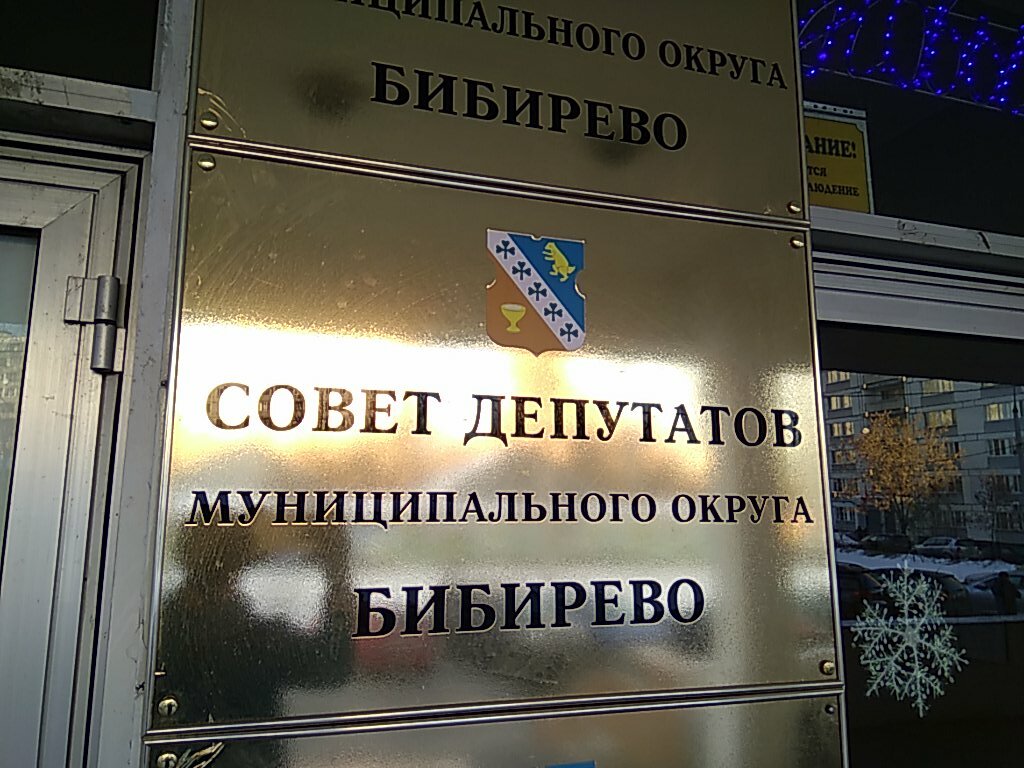 МУНИЦИПАЛЬНОГО ОКРУГА
БИБИРЕВО
СОВЕТ ДЕПУТАТОВ
МУНИЦИПАЛЬНОГО ОКРУГА
БИБИРЕВО